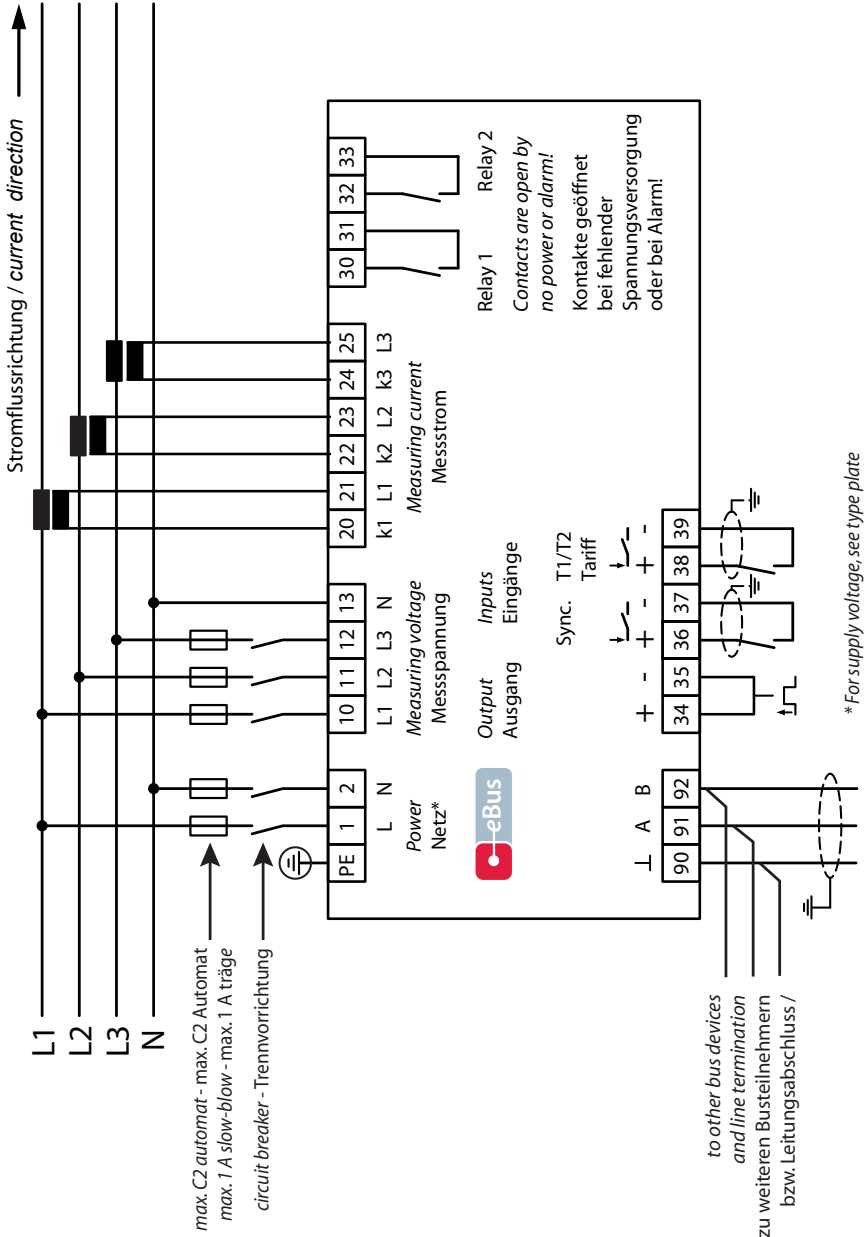 Stromflussrichtung / current direction
L1
L2
L3
N
max. C2 automat - max. C2 Automat
max. 1 A slow-blow - max. 1 A träge
circuit breaker - Trennvorrichtung
PE 1 2
L N
Power
Netz*
10 11 12 13
L1 L2 L3 N
Measuring voltage
Messspannung
20 21 22 23 24 25
k1 L1 k2 L2 k3 L3
Measuring current
Messstrom
30 31 32 33
Relay 1 Relay 2
Contacts are open by
no power or alarm!
Kontakte geöffnet
bei fehlender
Spannungsversorgung
oder bei Alarm!
eBus
Output
Ausgang
Inputs
Eingänge
Sync. T1/T2
Tariff
⊥ A B
90 91 92
+ - + - + -
34 35 36 37 38 39
to other bus devices
and line termination
zu weiteren Busteilnehmern
bzw. Leitungsabschluss /
* For supply voltage, see type plate